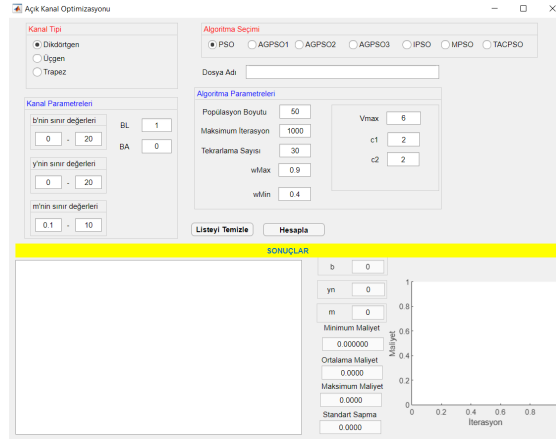 Açık Kanal Optimizasyonu
Kanal Tipi
Dikdörtgen
Üçgen
Trapez
Algoritma Seçimi
PSO AGPSO1 AGPSO2 AGPSO3 IPSO MPSO TACPSO
Dosya Adı
Kanal Parametreleri
b'nin sınır değerleri
0 - 20
BL 1
BA 0
y'nin sınır değerleri
0 - 20
m'nin sınır değerleri
0.1 - 10
Algoritma Parametreleri
Popülasyon Boyutu 50
Maksimum İterasyon 1000
Tekrarlama Sayısı 30
wMax 0.9
wMin 0.4
Vmax 6
c1 2
c2 2
Listeyi Temizle Hesapla
SONUÇLAR
b 0
yn 0
m 0
Minimum Maliyet
0.000000
Ortalama Maliyet
0.0000
Maksimum Maliyet
0.0000
Standart Sapma
0.0000
Maliyet
1
0.8
0.6
0.4
0.2
0
0 0.2 0.4 0.6 0.8
İterasyon